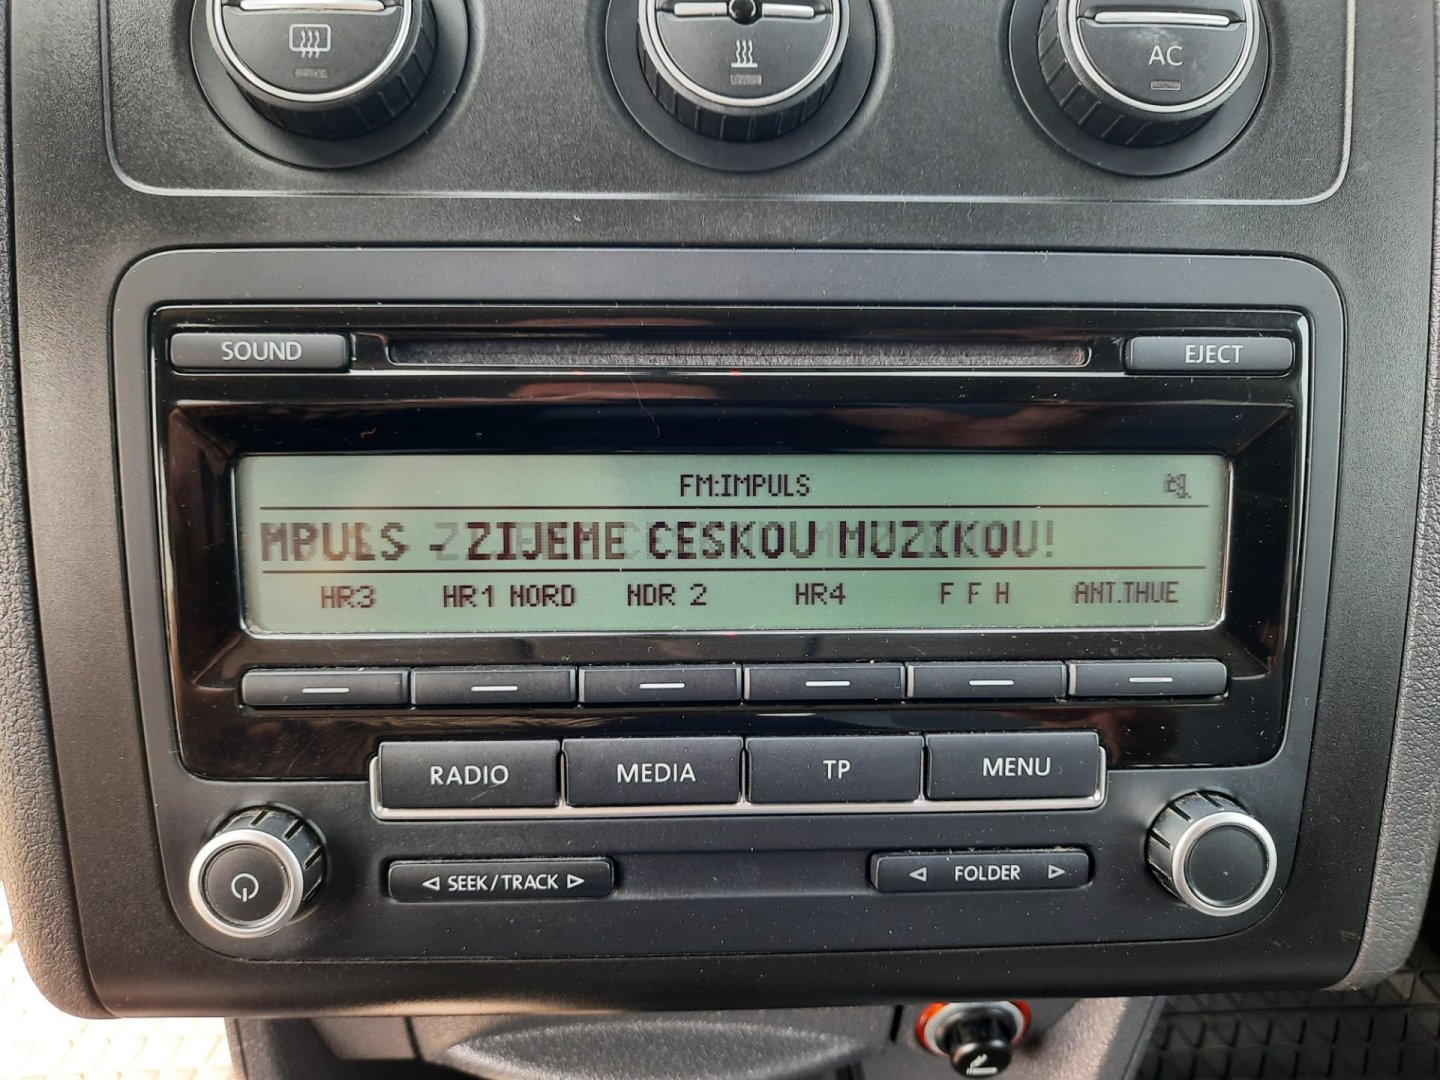 AC
SOUND
EJECT
FM:IMPULS
MPULS - ZIJEME CESKOU MUZIKOU!
HR3 HR1 NORD NDR 2 HR4 F F H ANT.THUE
RADIO MEDIA TP MENU
SEEK/TRACK FOLDER